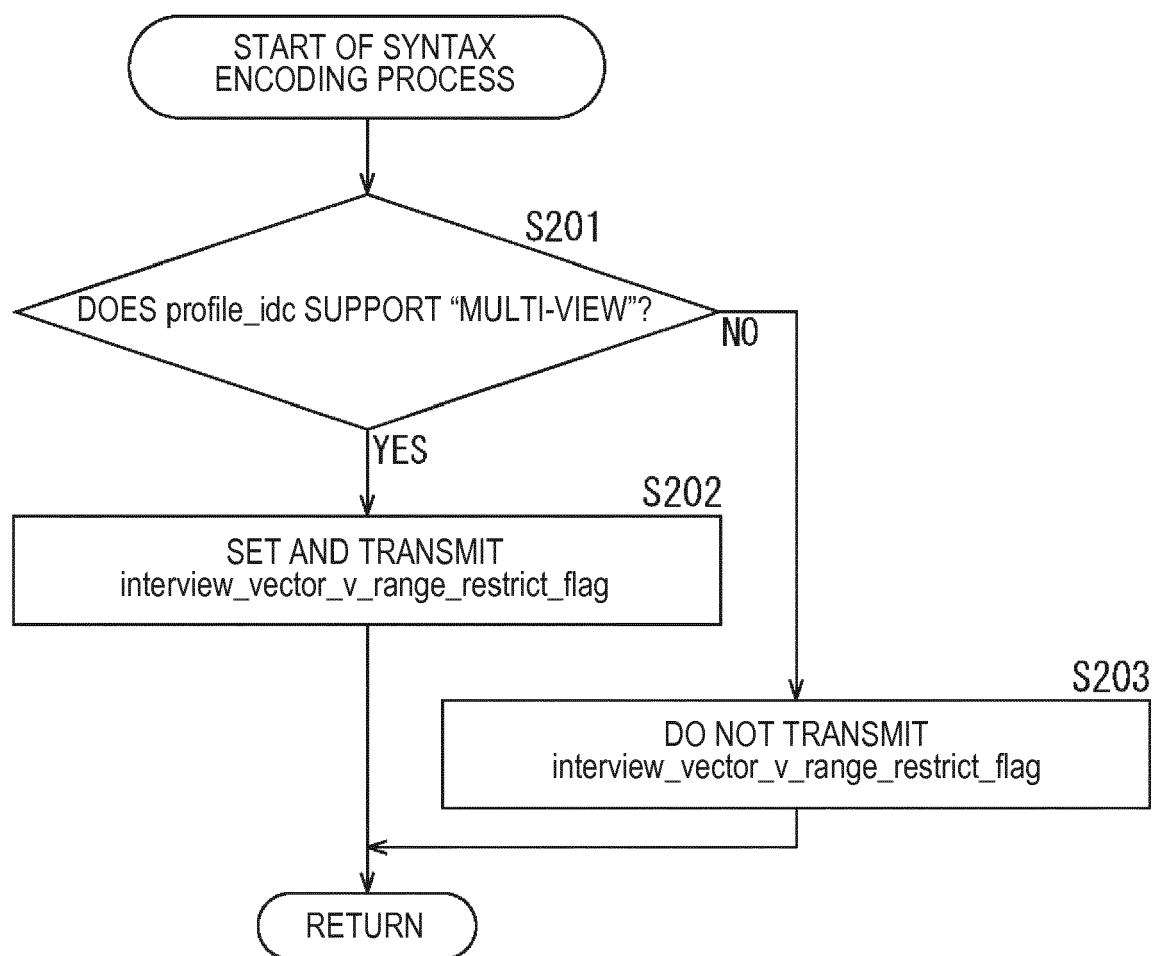 START OF SYNTAX
ENCODING PROCESS
S201
DOES profile_idc SUPPORT “MULTI-VIEW”?
NO
YES
S202
SET AND TRANSMIT
interview_vector_v_range_restrict_flag
S203
DO NOT TRANSMIT
interview_vector_v_range_restrict_flag
RETURN